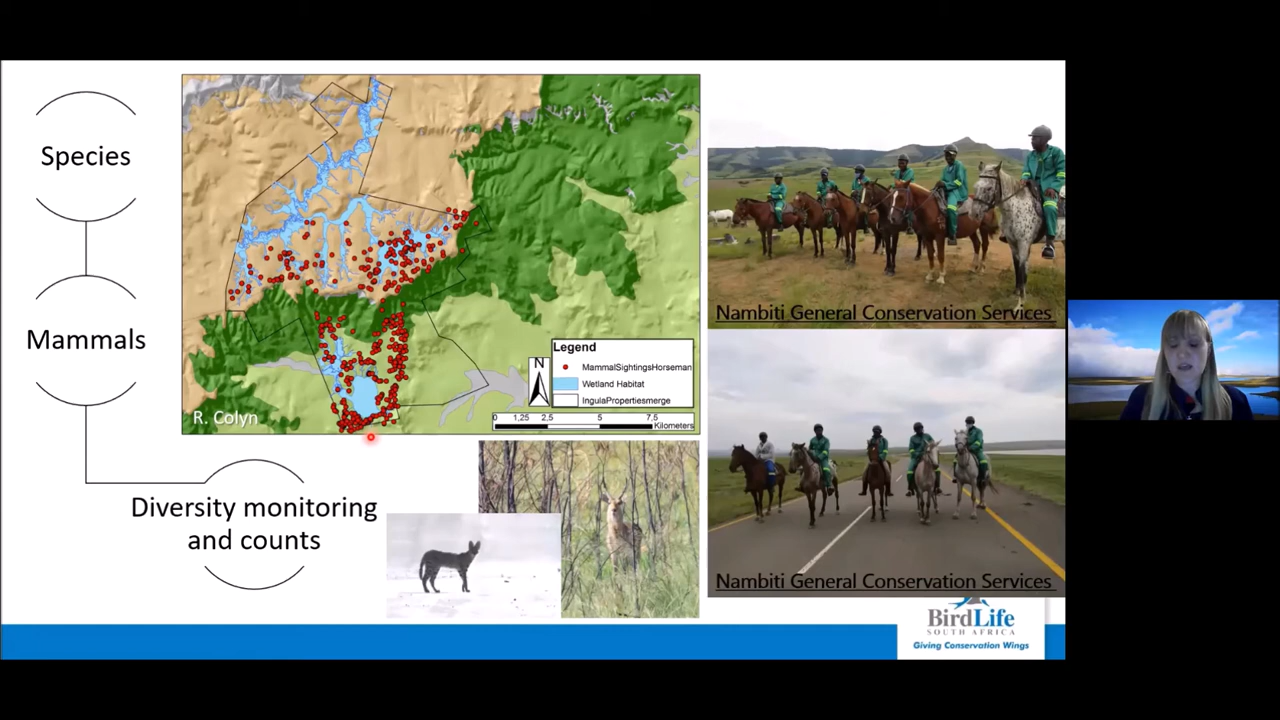 Species
Mammals
Diversity monitoring
and counts
R. Colyn
Legend
MammalSightingsHorseman
Wetland Habitat
InguiaPropertiesmerge
N
0 1,25 2,5 5 7,5
Kilometers
Nambiti General Conservation Services
Nambiti General Conservation Services
BirdLife
SOUTH AFRICA
Giving Conservation Wings